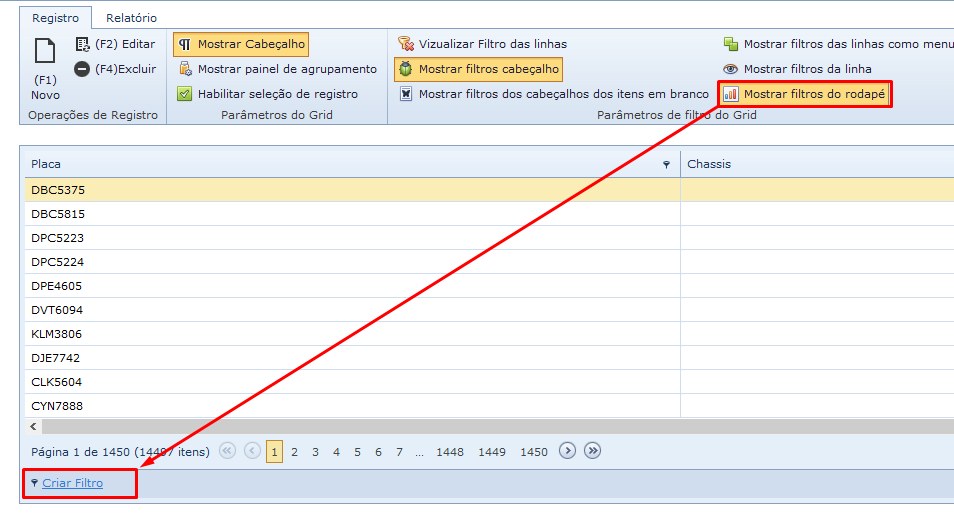 Registro Relatório
(F1)
Novo
(F2) Editar
(F4)Excluir
Operações de Registro
Mostrar Cabeçalho
Mostrar painel de agrupamento
Habilitar seleção de registro
Parâmetros do Grid
Vizualizar Filtro das linhas
Mostrar filtros cabeçalho
Mostrar filtros dos cabeçalhos dos itens em branco
Mostrar filtros das linhas como menu
Mostrar filtros da linha
Mostrar filtros do rodapé
Parâmetros de filtro do Grid
Placa Chassis
DBC5375
DBC5815
DPC5223
DPC5224
DPE4605
DVT6094
KLM3806
DJE7742
CLK5604
CYN7888
Página 1 de 1450 (14497 itens) 1 2 3 4 5 6 7 ... 1448 1449 1450
Criar Filtro